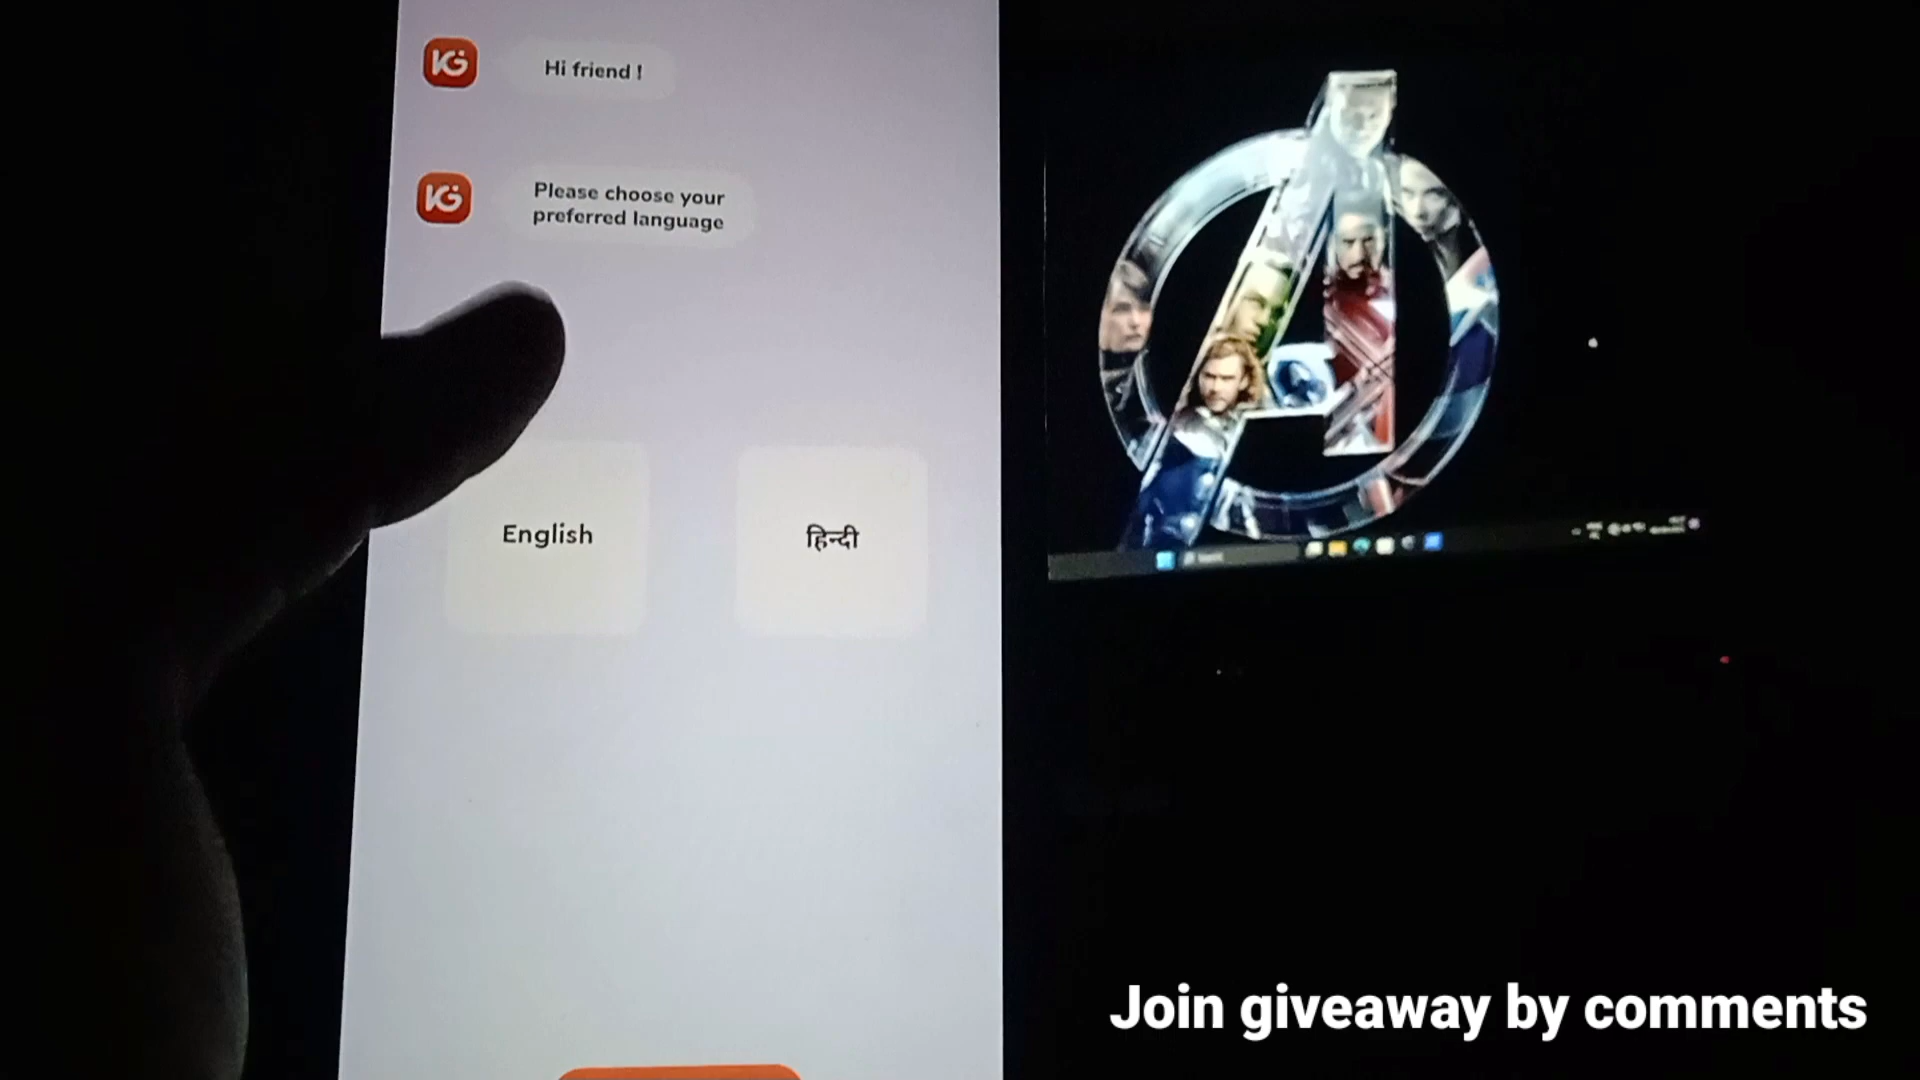 KG
Hi friend !
KG
Please choose your
preferred language
English
हिन्दी
Join giveaway by comments